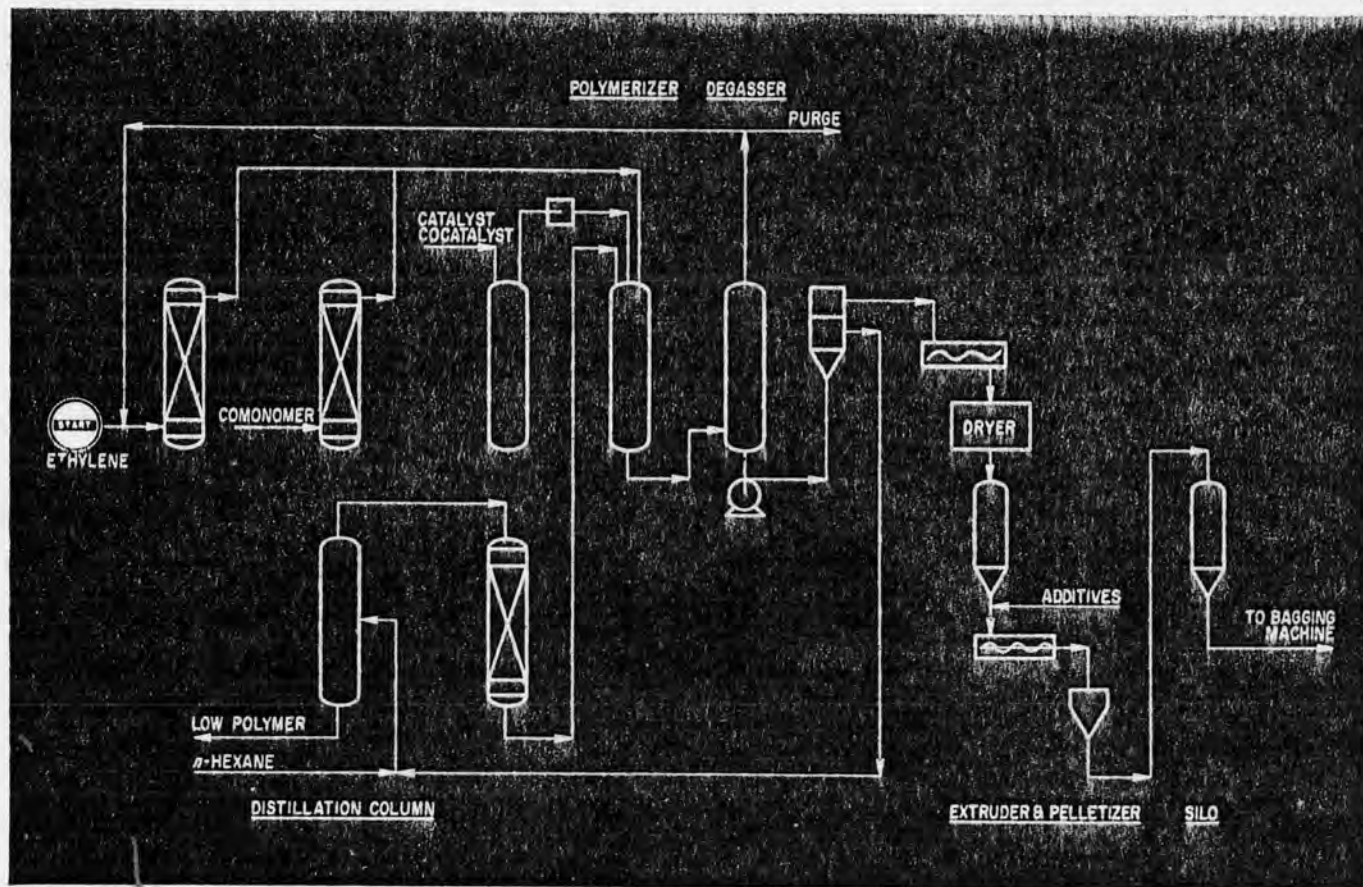 POLYMERIZER DEGASSER
PURGE
CATALYST
COCATALYST
START
ETHYLENE
COMONOMER
DRYER
ADDITIVES
TO BAGGING
MACHINE
LOW POLYMER
n-HEXANE
DISTILLATION COLUMN
EXTRUDER & PELLETIZER SILO